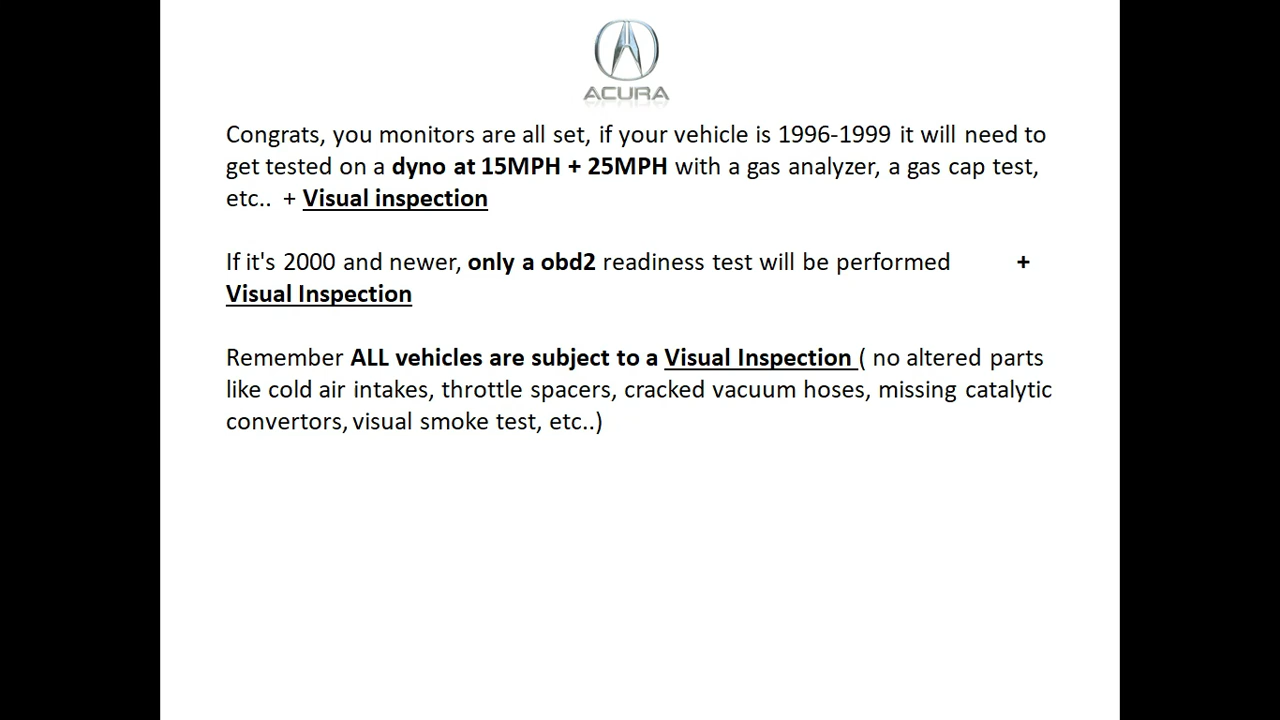 ACURA
Congrats, you monitors are all set, if your vehicle is 1996-1999 it will need to
get tested on a dyno at 15MPH + 25MPH with a gas analyzer, a gas cap test,
etc.. + Visual inspection
If it's 2000 and newer, only a obd2 readiness test will be performed +
Visual Inspection
Remember ALL vehicles are subject to a Visual Inspection ( no altered parts
like cold air intakes, throttle spacers, cracked vacuum hoses, missing catalytic
convertors, visual smoke test, etc..)